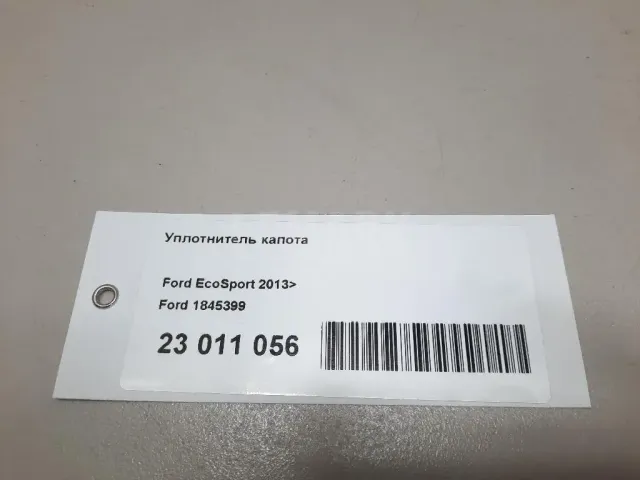 Уплотнитель капота
Ford EcoSport 2013>
Ford 1845399
23 011 056